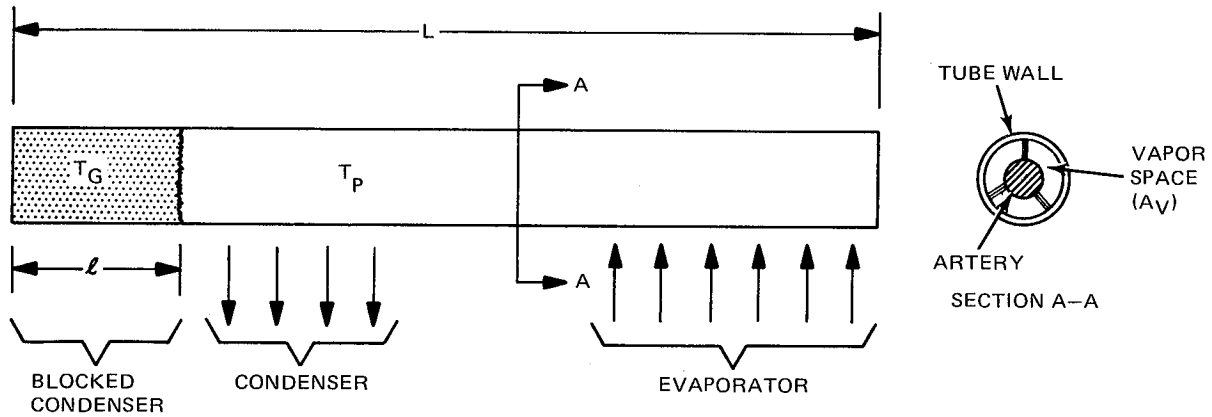 L
A
A
T_G
T_P
ℓ
A
A
BLOCKED
CONDENSER
CONDENSER
EVAPORATOR
TUBE WALL
VAPOR
SPACE
(A_V)
ARTERY
SECTION A–A